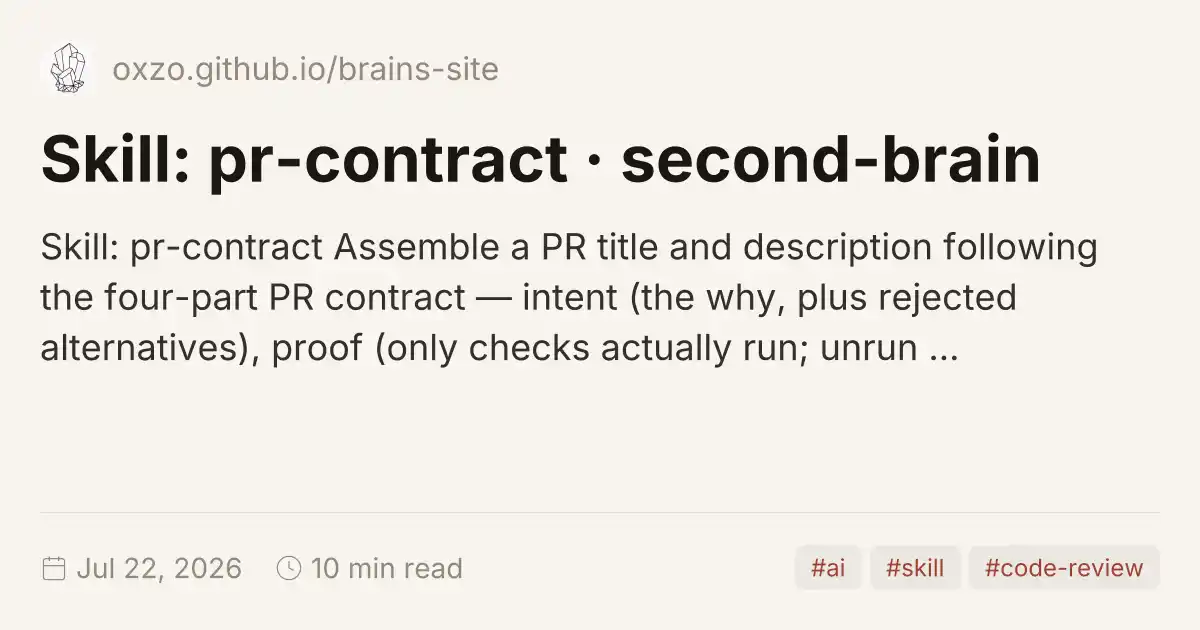 oxzo.github.io/brains-site
Skill: pr-contract · second-brain
Skill: pr-contract Assemble a PR title and description following
the four-part PR contract — intent (the why, plus rejected
alternatives), proof (only checks actually run; unrun ...
Jul 22, 2026 10 min read #ai #skill #code-review